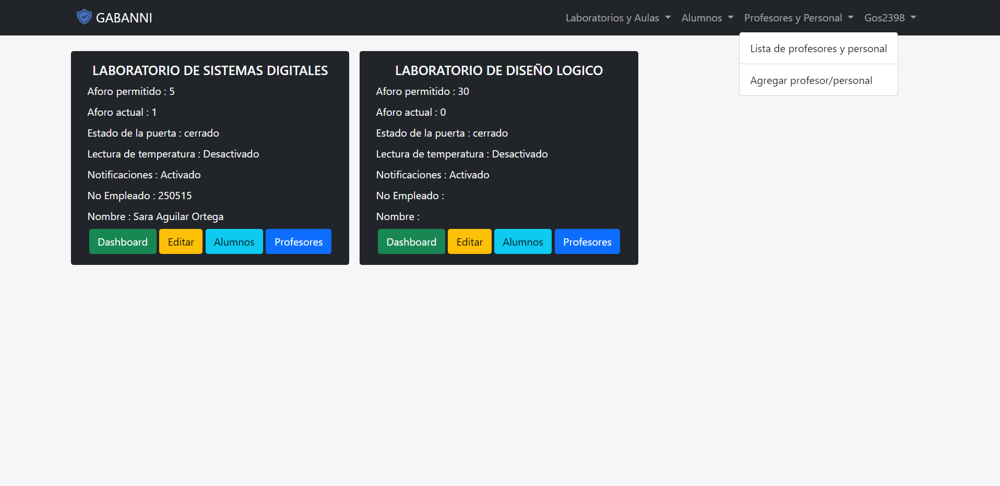 GABANNI
Laboratorios y Aulas
Alumnos
Profesores y Personal
Gos2398
Lista de profesores y personal
Agregar profesor/personal
LABORATORIO DE SISTEMAS DIGITALES
Aforo permitido : 5
Aforo actual : 1
Estado de la puerta : cerrado
Lectura de temperatura : Desactivado
Notificaciones : Activado
No Empleado : 250515
Nombre : Sara Aguilar Ortega
Dashboard
Editar
Alumnos
Profesores
LABORATORIO DE DISEÑO LOGICO
Aforo permitido : 30
Aforo actual : 0
Estado de la puerta : cerrado
Lectura de temperatura : Desactivado
Notificaciones : Activado
No Empleado :
Nombre :
Dashboard
Editar
Alumnos
Profesores